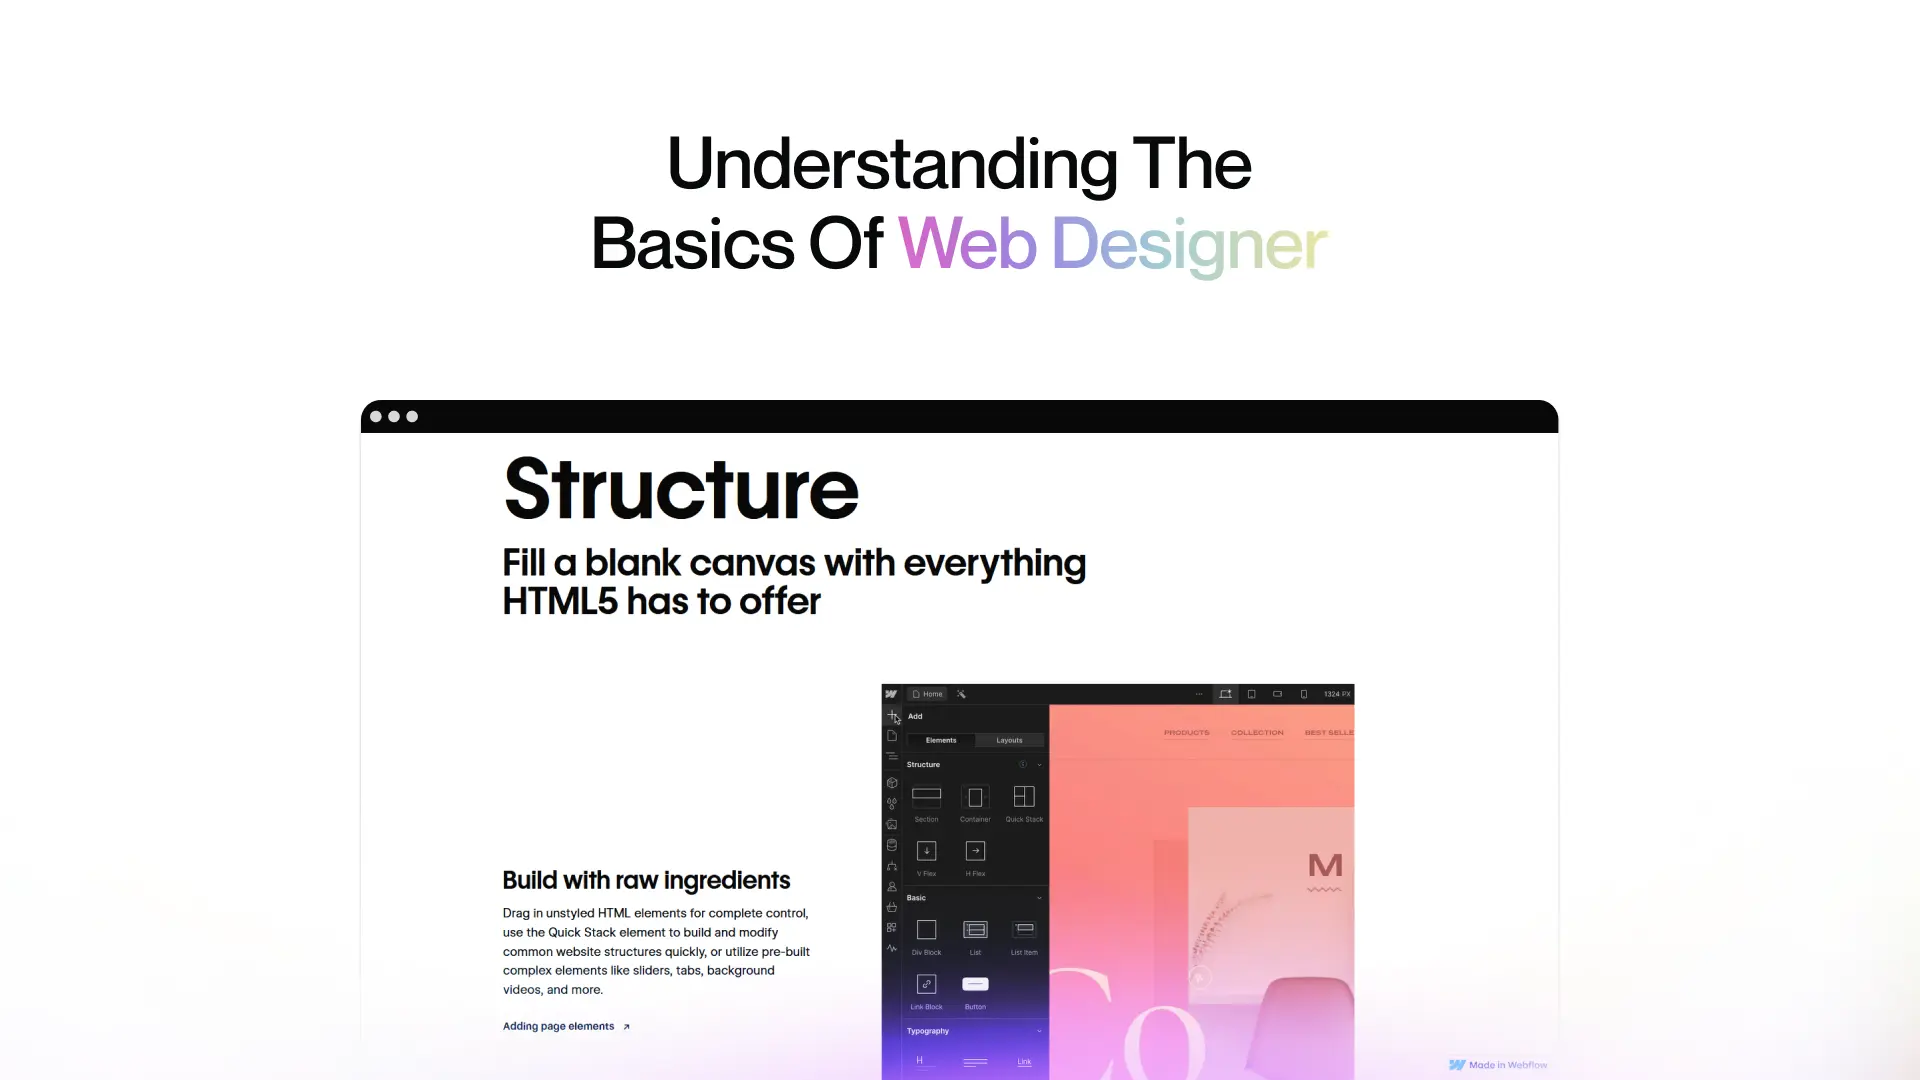 Understanding The
Basics Of Web Designer
Structure
Fill a blank canvas with everything
HTML5 has to offer
Build with raw ingredients
Drag in unstyled HTML elements for complete control,
use the Quick Stack element to build and modify
common website structures quickly, or utilize pre-built
complex elements like sliders, tabs, background
videos, and more.
Adding page elements
Home
1324 PX
Add
Elements Layouts
Structure
Section Container Quick Stack
V Flex H Flex
Basic
Div Block List List Item
Link Block Button
Typography
H Link
PRODUCTS COLLECTION BEST SELLE
M
Co
Made in Webflow